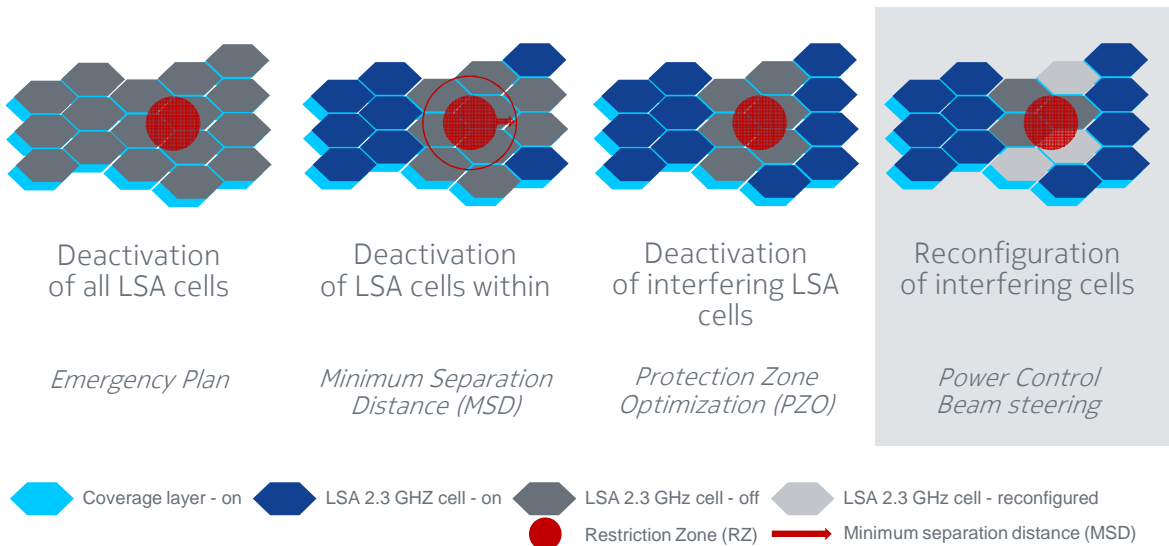 Deactivation
of all LSA cells
Emergency Plan
Deactivation
of LSA cells within
Minimum Separation
Distance (MSD)
Deactivation
of interfering LSA
cells
Protection Zone
Optimization (PZO)
Reconfiguration
of interfering cells
Power Control
Beam steering
Coverage layer - on
LSA 2.3 GHZ cell - on
LSA 2.3 GHz cell - off
LSA 2.3 GHz cell - reconfigured
Restriction Zone (RZ)
Minimum separation distance (MSD)